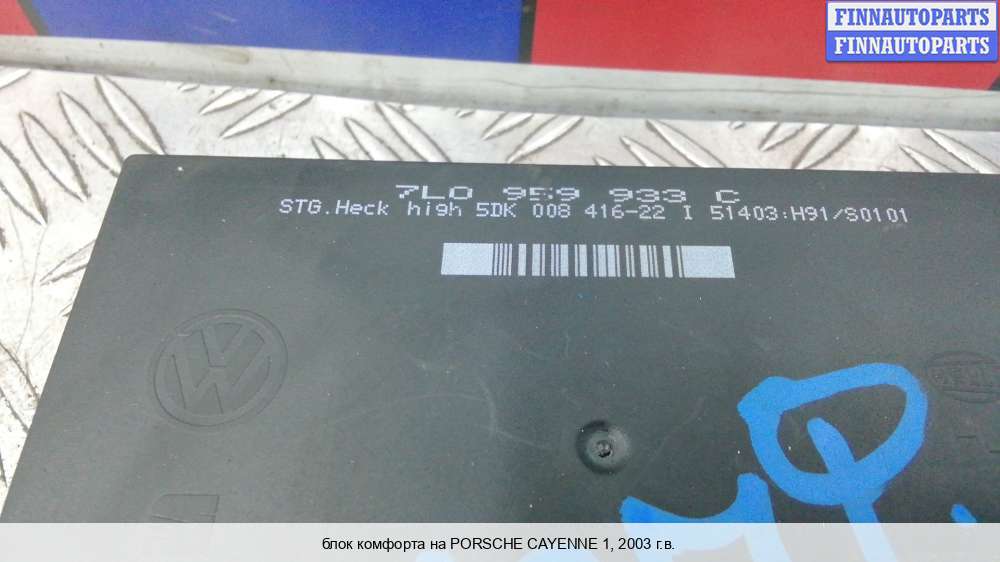 FINNAUTOPARTS
FINNAUTOPARTS
7L0 959 933 C
STG.Heck high 5DK 008 416-22 I 51403:H91/S0101
блок комфорта на PORSCHE CAYENNE 1, 2003 г.в.